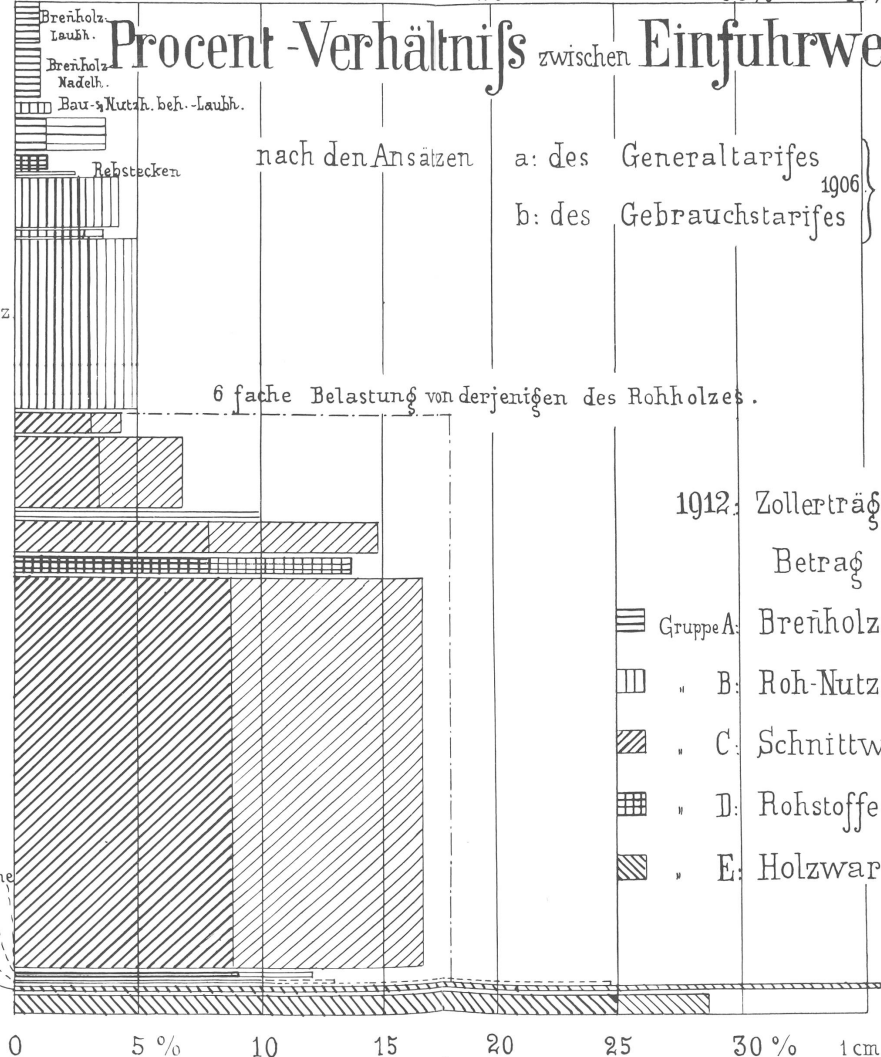 Breñholz
Laubh.
Procent-Verhältniſs zwischen Einfuhrwe
Breñholz
Nadelh.
Bau- & Nutzh. beh.-Laubh.
nach den Ansätzen a: des Generaltarifes
Rebstecken
1906
b: des Gebrauchstarifes
z.
6 fache Belastung von derjenigen des Rohholzes.
1912: Zollerträg
Betrag
Gruppe A: Breñholz
„ B: Roh-Nutz
„ C: Schnittw
„ D: Rohstoffe
„ E: Holzwar
ne
0 5 % 10 15 20 25 30 % 1 cm